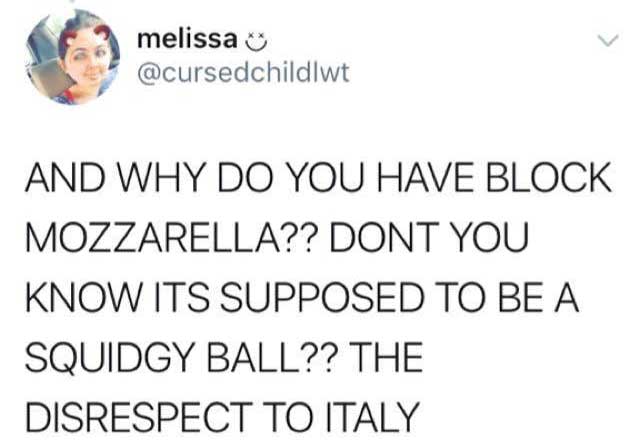 melissa
@cursedchildlwt
AND WHY DO YOU HAVE BLOCK
MOZZARELLA?? DONT YOU
KNOW ITS SUPPOSED TO BE A
SQUIDGY BALL?? THE
DISRESPECT TO ITALY